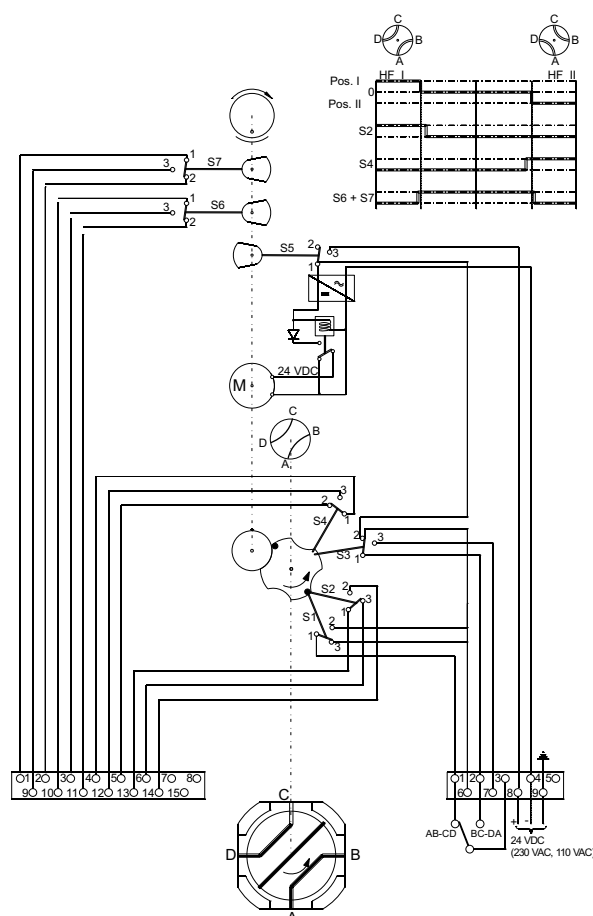 C
D B
A
C
D B
A
HF I HF II
Pos. I
0
Pos. II
S2
S4
S6 + S7
1
3 S7
2
1
3 S6
2
S5 2 3
1
~
M 24 VDC
C
D B
A
3
2
S4 1
2 3
S3 1
S2 2
3
S1 1
2
1 3
1 2 3 4 5 6 7 8
9 10 11 12 13 14 15
1 2 3 4 5
6 7 8 9
+ -
AB-CD BC-DA
24 VDC
(230 VAC, 110 VAC)
C
D B
A